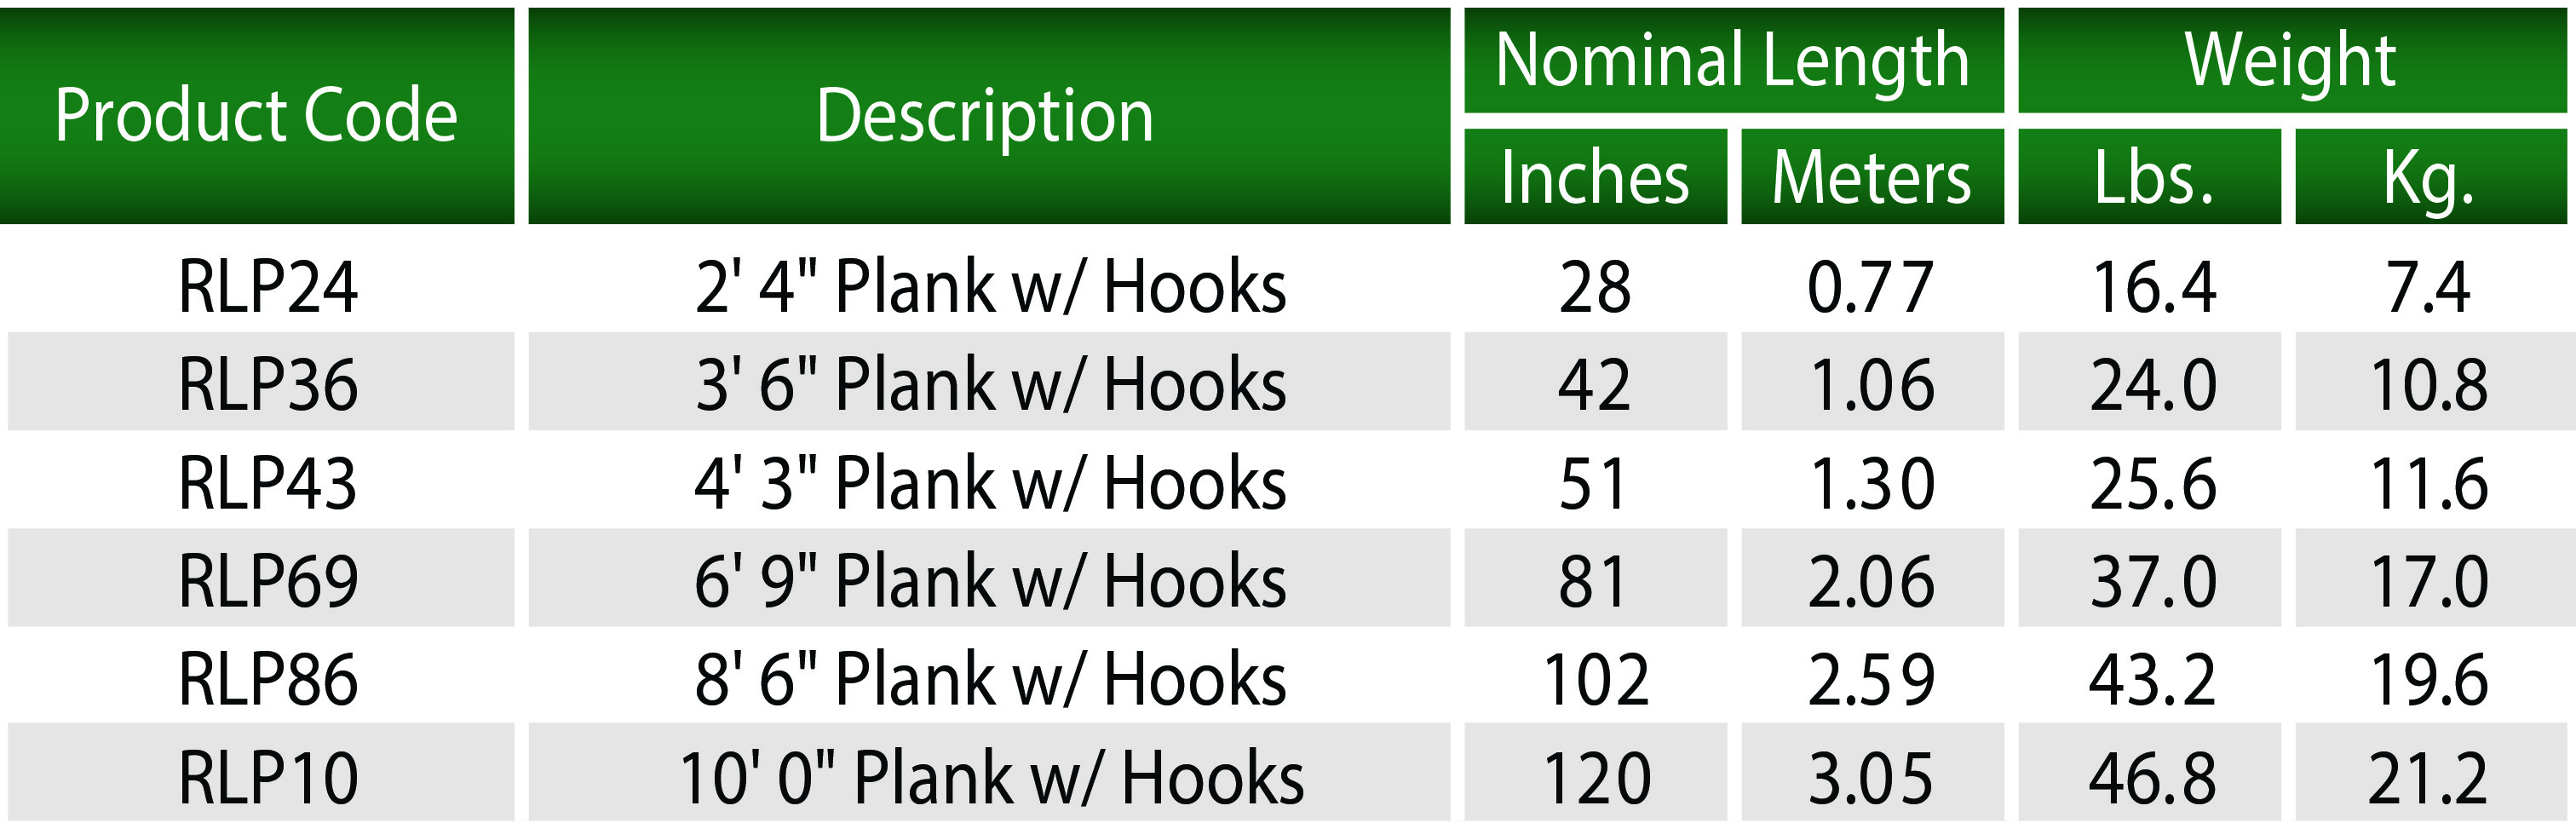 Product Code Description Nominal Length Weight
Inches Meters Lbs. Kg.
RLP24 2' 4" Plank w/ Hooks 28 0.77 16.4 7.4
RLP36 3' 6" Plank w/ Hooks 42 1.06 24.0 10.8
RLP43 4' 3" Plank w/ Hooks 51 1.30 25.6 11.6
RLP69 6' 9" Plank w/ Hooks 81 2.06 37.0 17.0
RLP86 8' 6" Plank w/ Hooks 102 2.59 43.2 19.6
RLP10 10' 0" Plank w/ Hooks 120 3.05 46.8 21.2